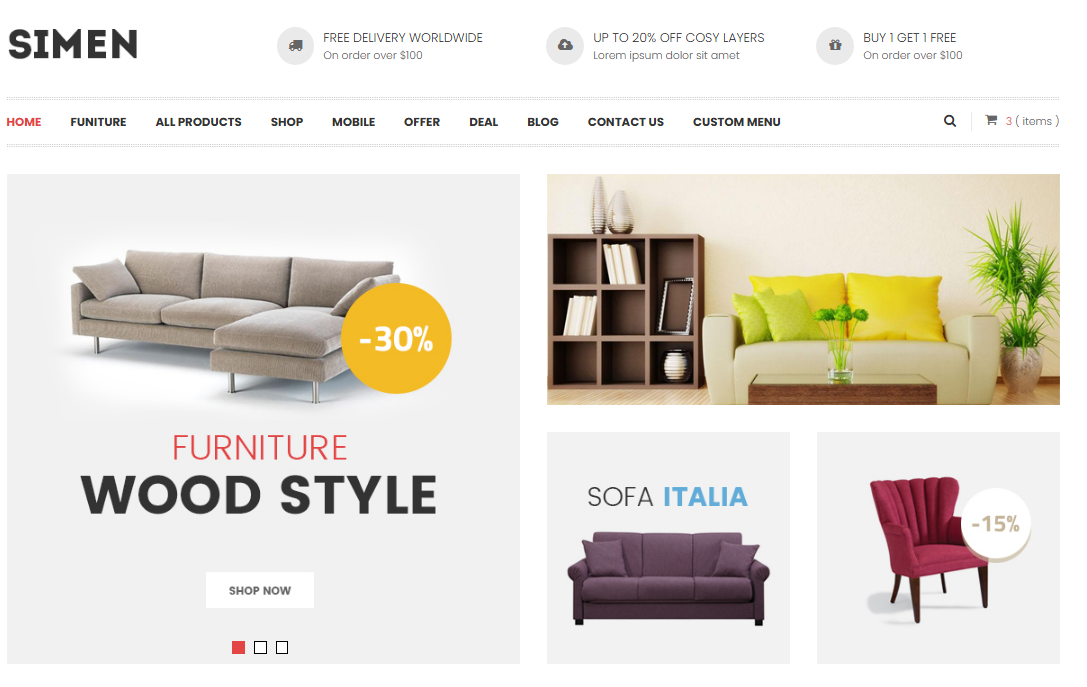 SIMEN
FREE DELIVERY WORLDWIDE
On order over $100
UP TO 20% OFF COSY LAYERS
Lorem ipsum dolor sit amet
BUY 1 GET 1 FREE
On order over $100
HOME FUNITURE ALL PRODUCTS SHOP MOBILE OFFER DEAL BLOG CONTACT US CUSTOM MENU 3 ( items )
-30%
FURNITURE
WOOD STYLE
SHOP NOW
SOFA ITALIA
-15%